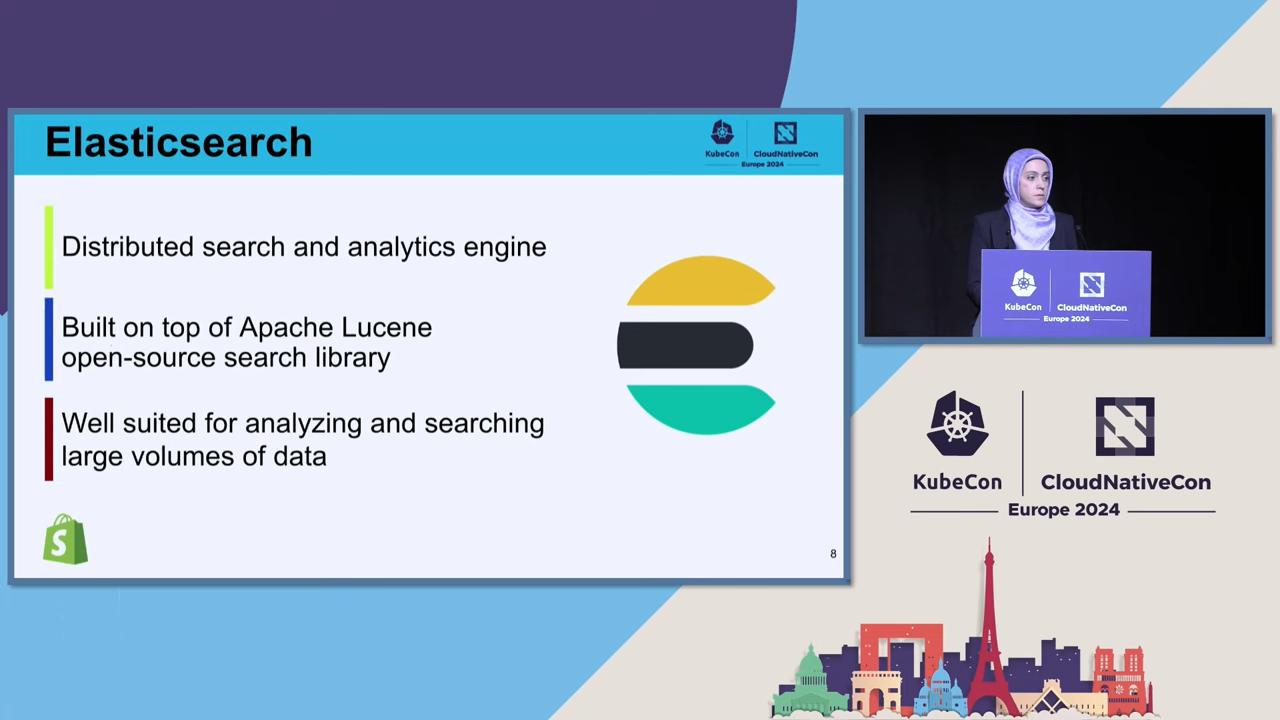 Elasticsearch
KubeCon
CloudNativeCon
Europe 2024
Distributed search and analytics engine
Built on top of Apache Lucene
open-source search library
Well suited for analyzing and searching
large volumes of data
S
8
KubeCon
CloudNativeCon
Europe 2024
KubeCon
CloudNativeCon
Europe 2024